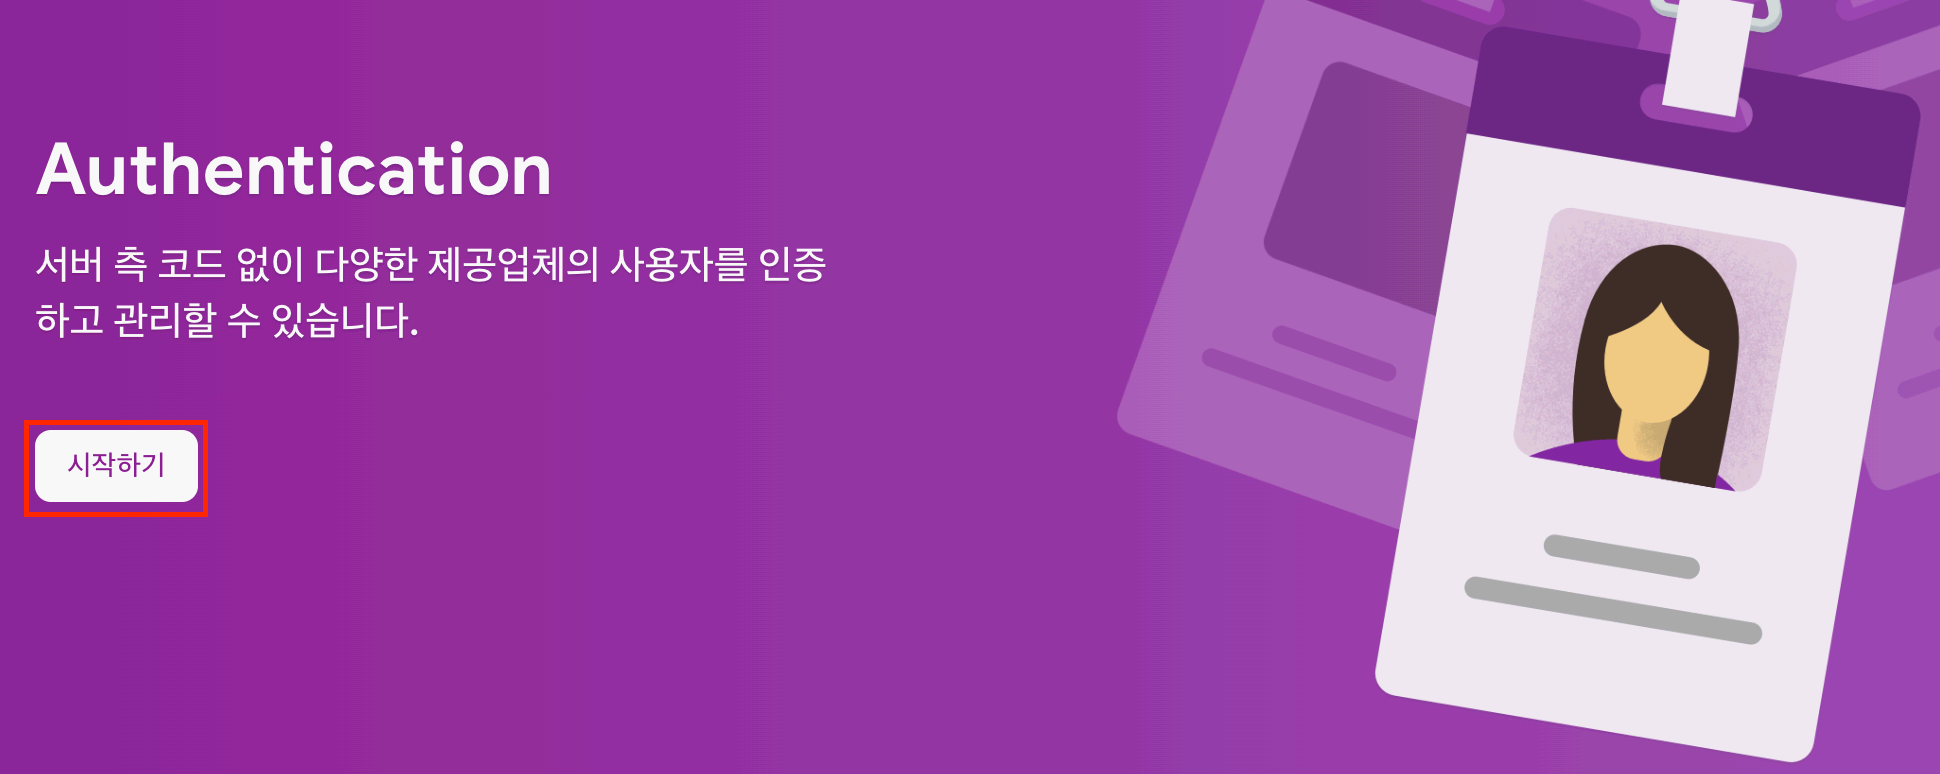 Authentication
서버 측 코드 없이 다양한 제공업체의 사용자를 인증
하고 관리할 수 있습니다.
시작하기